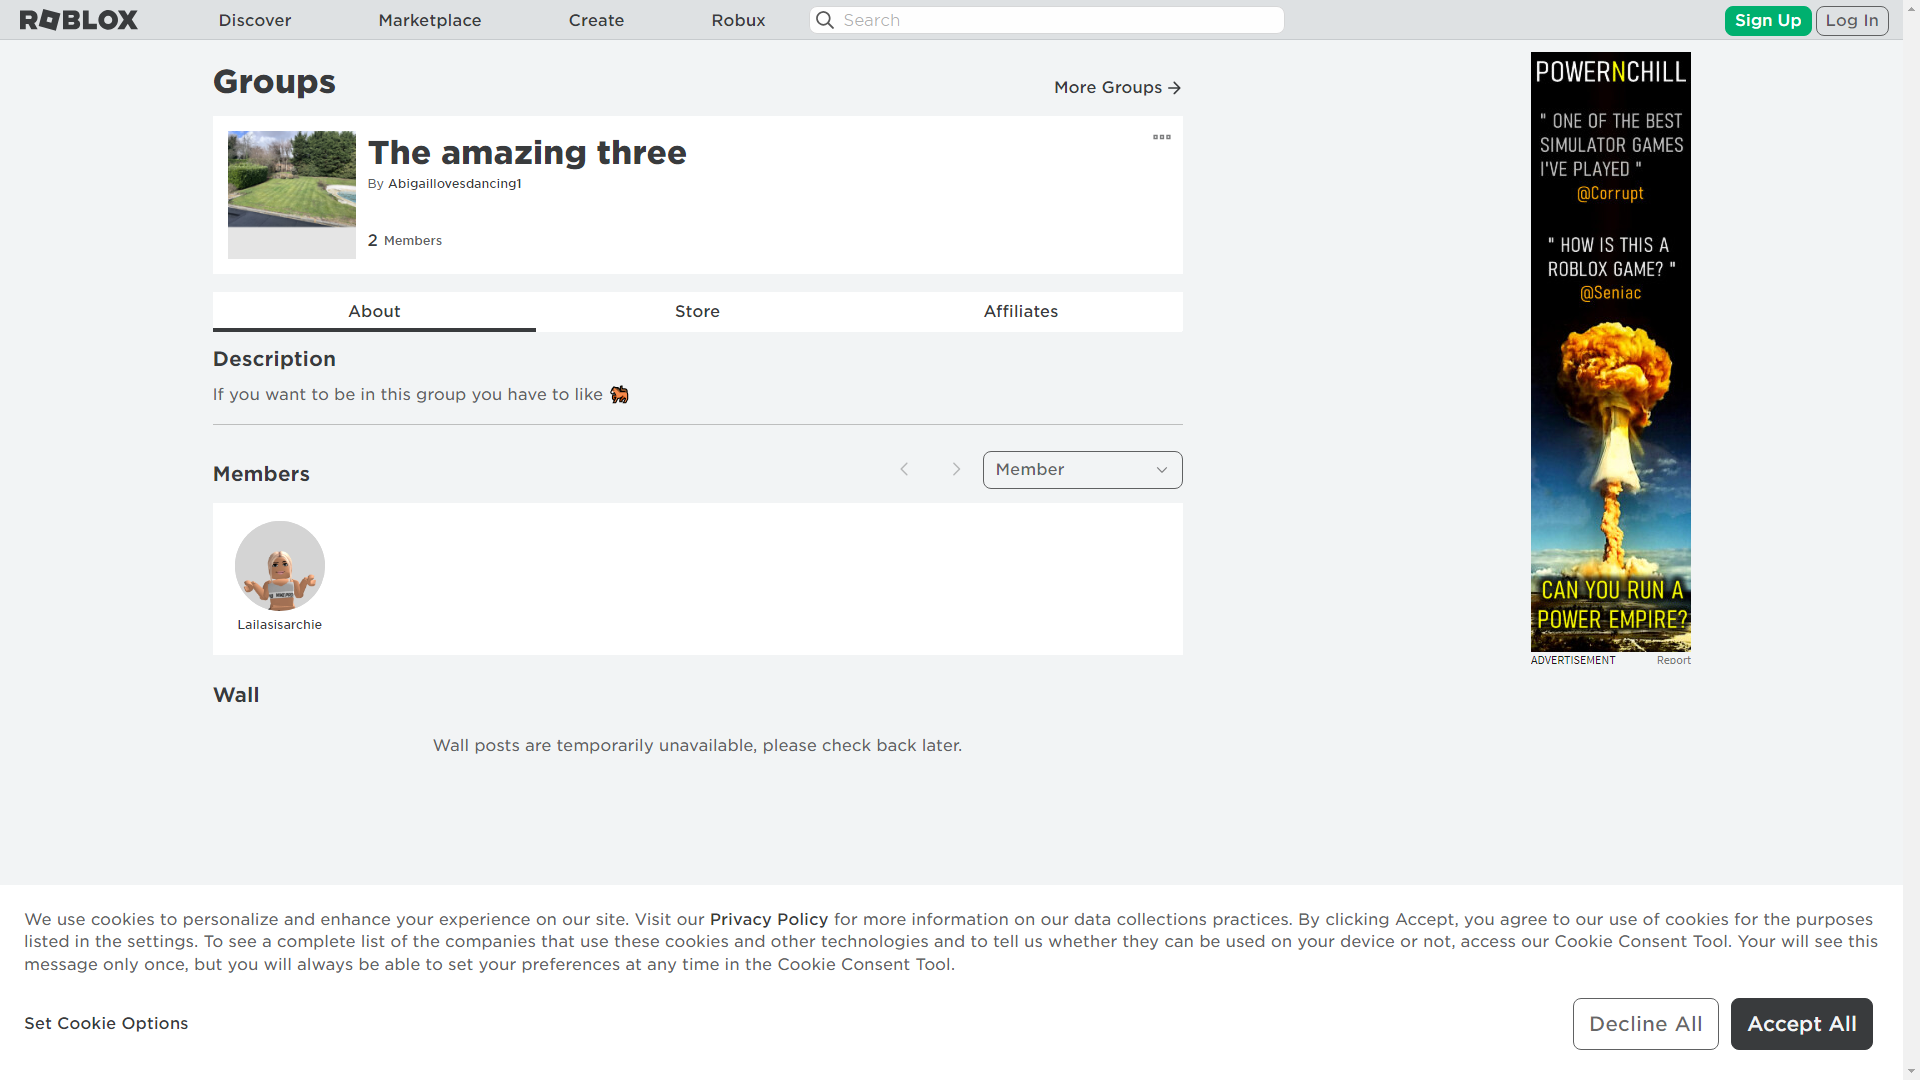 ROBLOX
Discover
Marketplace
Create
Robux
Search
Sign Up
Log In
Groups
More Groups
The amazing three
By Abigaillovesdancing1
2 Members
About
Store
Affiliates
Description
If you want to be in this group you have to like 🐕
Members
Member
Lailasisarchie
Wall
Wall posts are temporarily unavailable, please check back later.
POWERNCHILL
" ONE OF THE BEST
SIMULATOR GAMES
I'VE PLAYED "
@Corrupt
" HOW IS THIS A
ROBLOX GAME? "
@Seniac
CAN YOU RUN A
POWER EMPIRE?
ADVERTISEMENT
Report
We use cookies to personalize and enhance your experience on our site. Visit our Privacy Policy for more information on our data collections practices. By clicking Accept, you agree to our use of cookies for the purposes
listed in the settings. To see a complete list of the companies that use these cookies and other technologies and to tell us whether they can be used on your device or not, access our Cookie Consent Tool. Your will see this
message only once, but you will always be able to set your preferences at any time in the Cookie Consent Tool.
Set Cookie Options
Decline All
Accept All